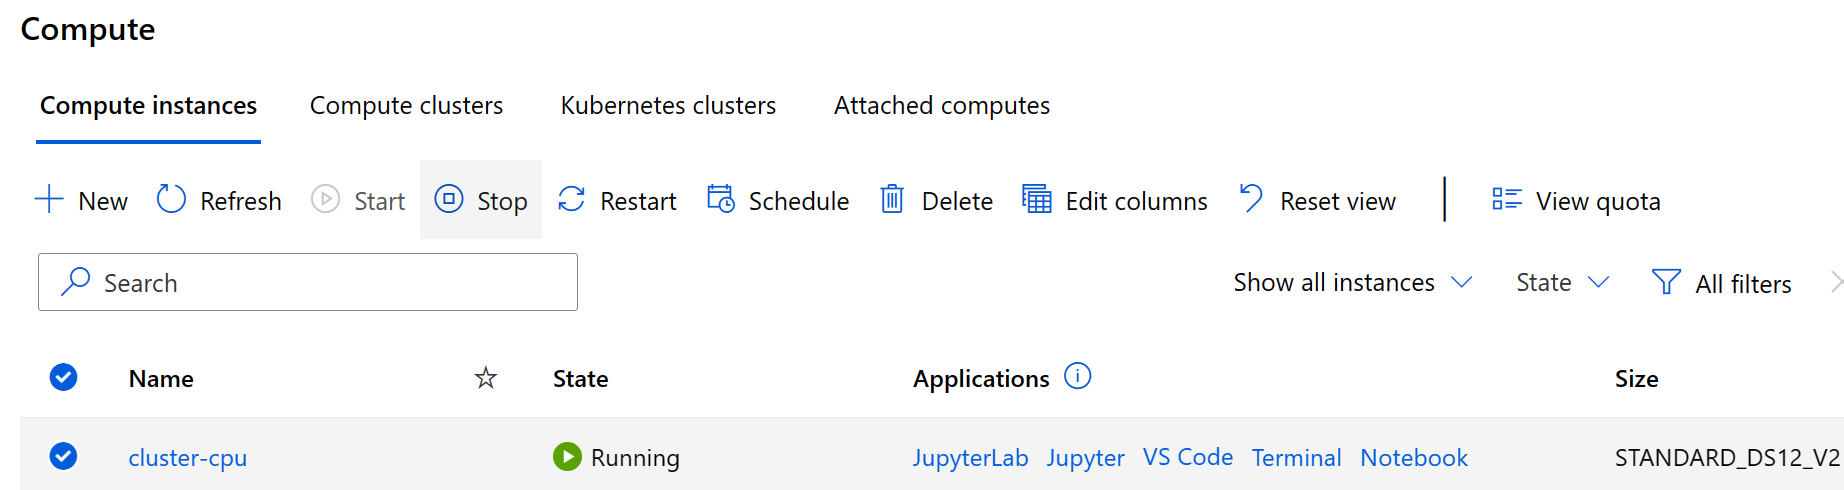 Compute
Compute instances Compute clusters Kubernetes clusters Attached computes
New Refresh Start Stop Restart Schedule Delete Edit columns Reset view View quota
Search Show all instances State All filters
Name State Applications Size
cluster-cpu Running JupyterLab Jupyter VS Code Terminal Notebook STANDARD_DS12_V2